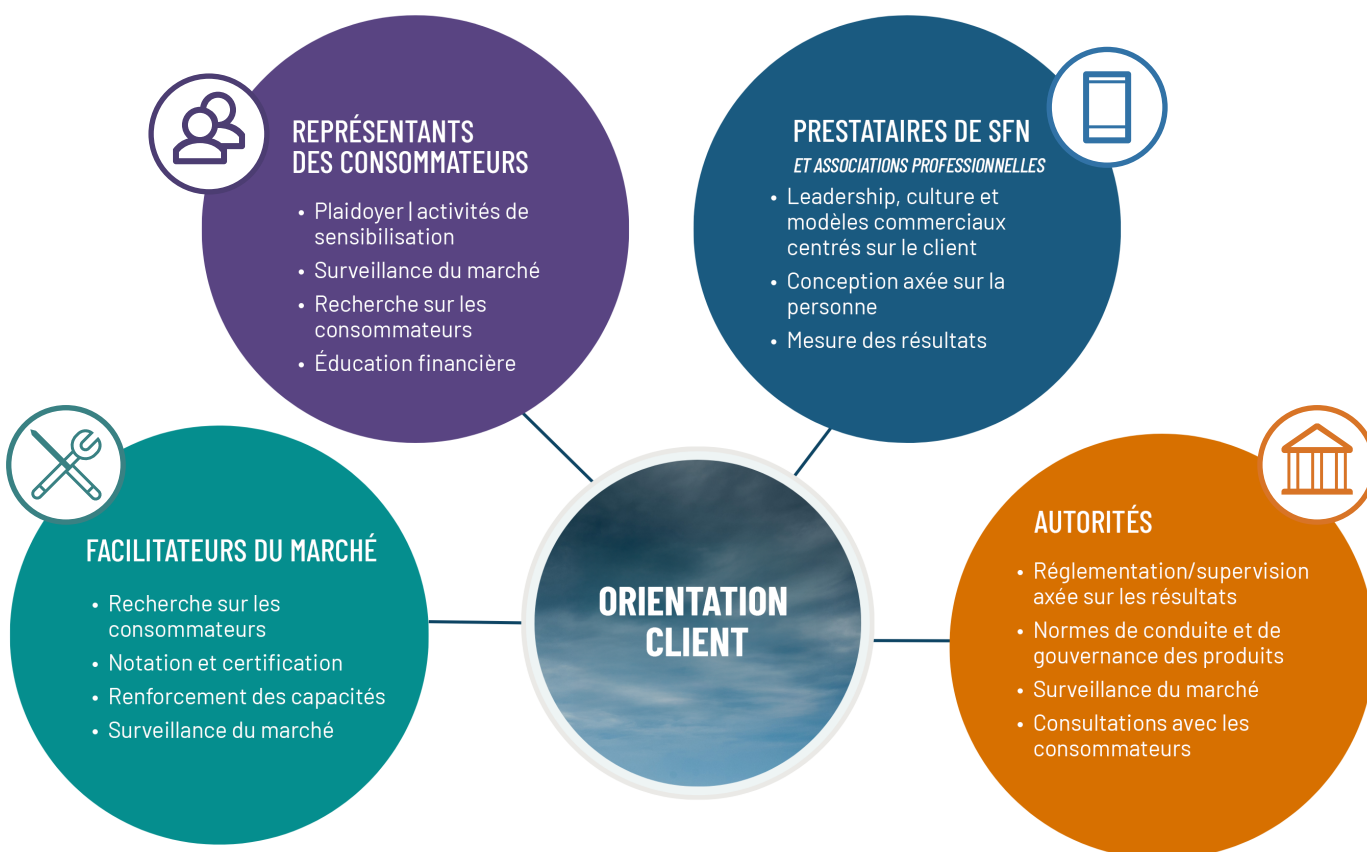 REPRÉSENTANTS
DES CONSOMMATEURS
• Plaidoyer | activités de
sensibilisation
• Surveillance du marché
• Recherche sur les
consommateurs
• Éducation financière
PRESTATAIRES DE SFN
ET ASSOCIATIONS PROFESSIONNELLES
• Leadership, culture et
modèles commerciaux
centrés sur le client
• Conception axée sur la
personne
• Mesure des résultats
FACILITATEURS DU MARCHÉ
• Recherche sur les
consommateurs
• Notation et certification
• Renforcement des capacités
• Surveillance du marché
ORIENTATION
CLIENT
AUTORITÉS
• Réglementation/supervision
axée sur les résultats
• Normes de conduite et de
gouvernance des produits
• Surveillance du marché
• Consultations avec les
consommateurs